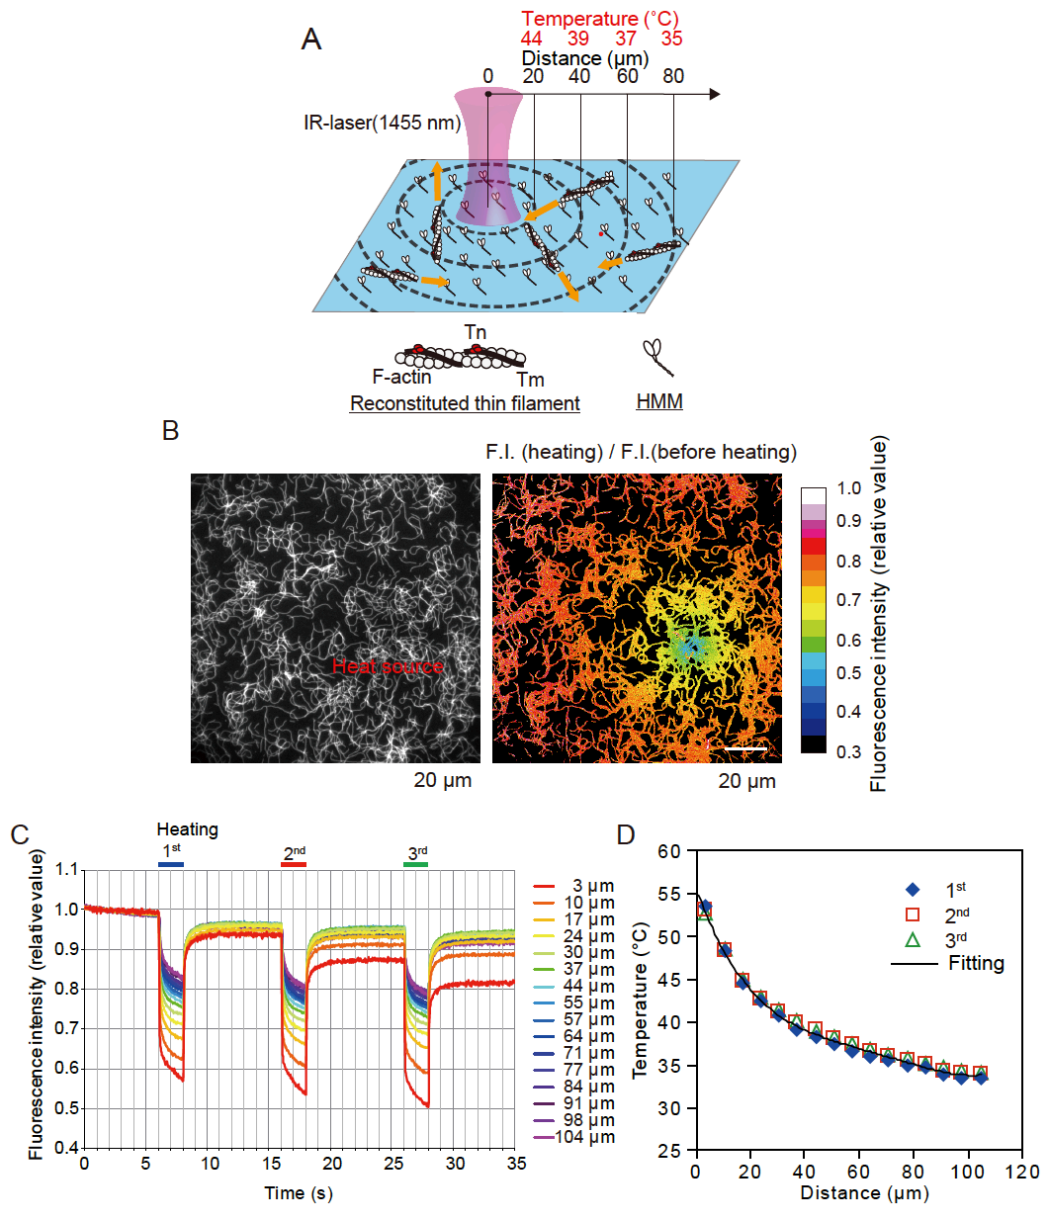 A
Temperature (°C)
44 39 37 35
Distance (µm)
0 20 40 60 80
IR-laser(1455 nm)
Tn
F-actin
Tm
Reconstituted thin filament
HMM
B
F.I. (heating) / F.I.(before heating)
Heat source
20 µm
20 µm
1.0
0.9
0.8
0.7
0.6
0.5
0.4
0.3
Fluorescence intensity (relative value)
C
Heating
1st 2nd 3rd
1.1
1.0
0.9
0.8
0.7
0.6
0.5
0.4
Fluorescence intensity (relative value)
0 5 10 15 20 25 30 35
Time (s)
3 µm
10 µm
17 µm
24 µm
30 µm
37 µm
44 µm
55 µm
57 µm
64 µm
71 µm
77 µm
84 µm
91 µm
98 µm
104 µm
D
60
55
50
45
40
35
30
25
Temperature (°C)
1st
2nd
3rd
Fitting
0 20 40 60 80 100 120
Distance (µm)